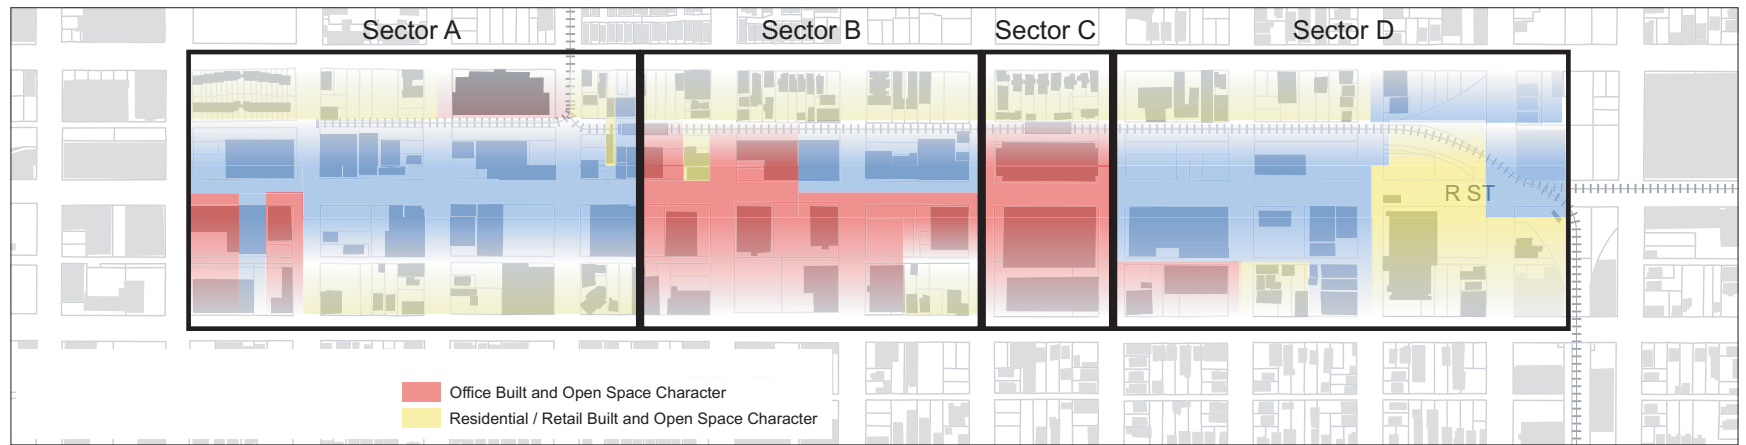 Sector A
Sector B
Sector C
Sector D
R ST
Office Built and Open Space Character
Residential / Retail Built and Open Space Character